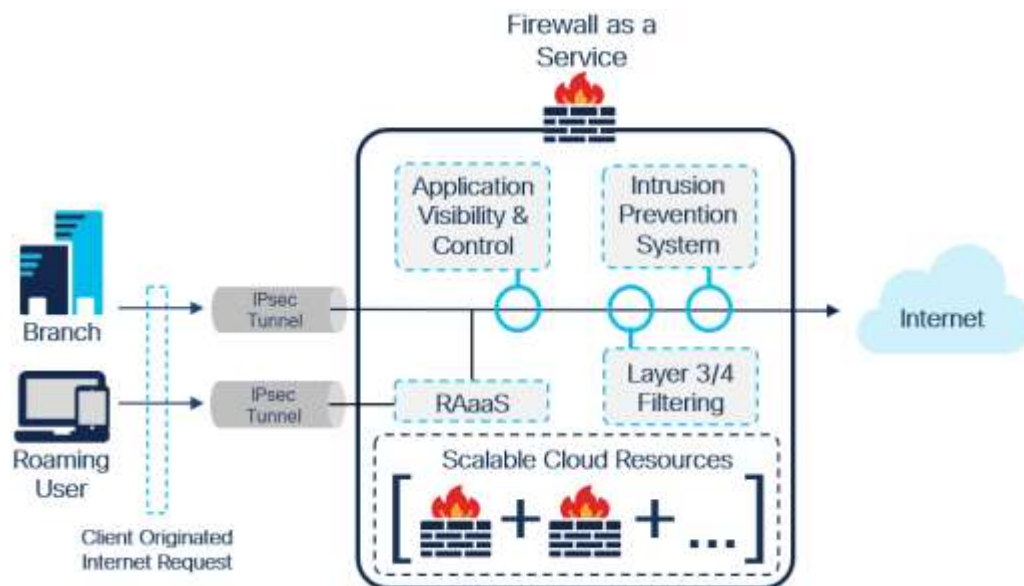 Firewall as a
Service
Application
Visibility &
Control
Intrusion
Prevention
System
IPsec
Tunnel
Branch
Internet
IPsec
Tunnel
RAaaS
Layer 3/4
Filtering
Roaming
User
Scalable Cloud Resources
[ + + ... ]
Client Originated
Internet Request